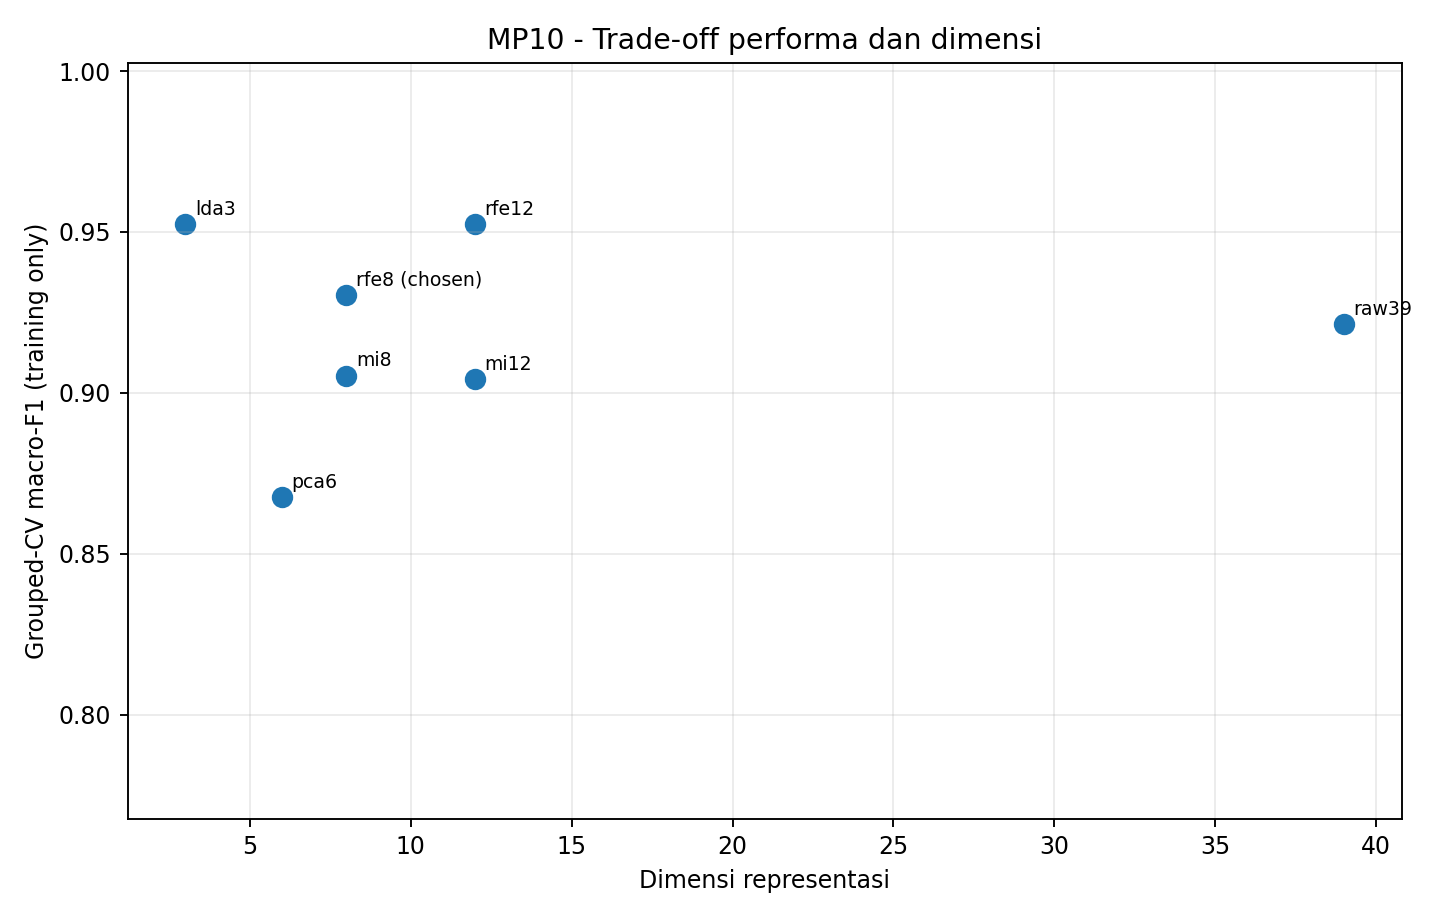 MP10 - Trade-off performa dan dimensi
Grouped-CV macro-F1 (training only)
1.00
0.95
0.90
0.85
0.80
lda3
rfe12
rfe8 (chosen)
raw39
mi8
mi12
pca6
5
10
15
20
25
30
35
40
Dimensi representasi